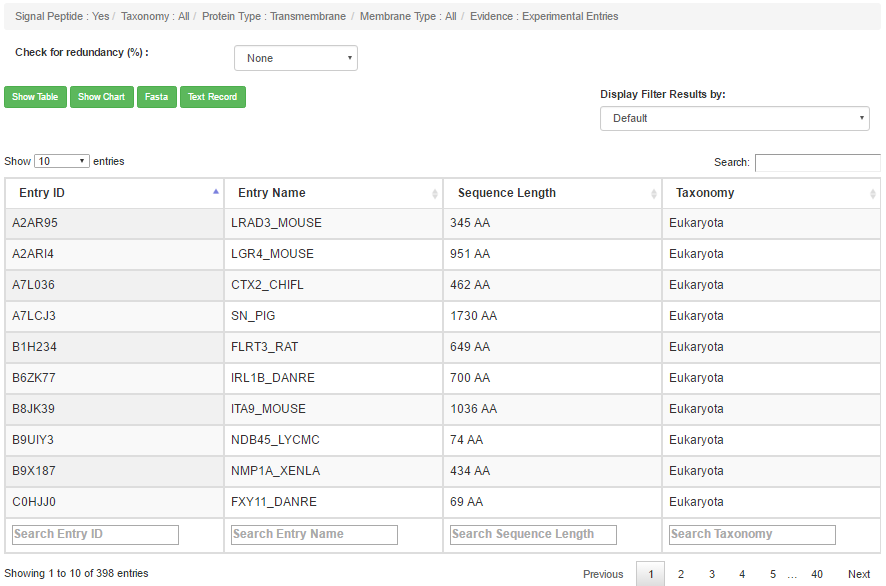 Signal Peptide : Yes / Taxonomy : All / Protein Type : Transmembrane / Membrane Type : All / Evidence : Experimental Entries
Check for redundancy (%) : None
Show Table Show Chart Fasta Text Record
Display Filter Results by:
Default
Show 10 entries Search:
Entry ID Entry Name Sequence Length Taxonomy
A2AR95 LRAD3_MOUSE 345 AA Eukaryota
A2ARI4 LGR4_MOUSE 951 AA Eukaryota
A7L036 CTX2_CHIFL 462 AA Eukaryota
A7LCJ3 SN_PIG 1730 AA Eukaryota
B1H234 FLRT3_RAT 649 AA Eukaryota
B6ZK77 IRL1B_DANRE 700 AA Eukaryota
B8JK39 ITA9_MOUSE 1036 AA Eukaryota
B9UIY3 NDB45_LYCMC 74 AA Eukaryota
B9X187 NMP1A_XENLA 434 AA Eukaryota
C0HJJ0 FXY11_DANRE 69 AA Eukaryota
Search Entry ID Search Entry Name Search Sequence Length Search Taxonomy
Showing 1 to 10 of 398 entries Previous 1 2 3 4 5 ... 40 Next